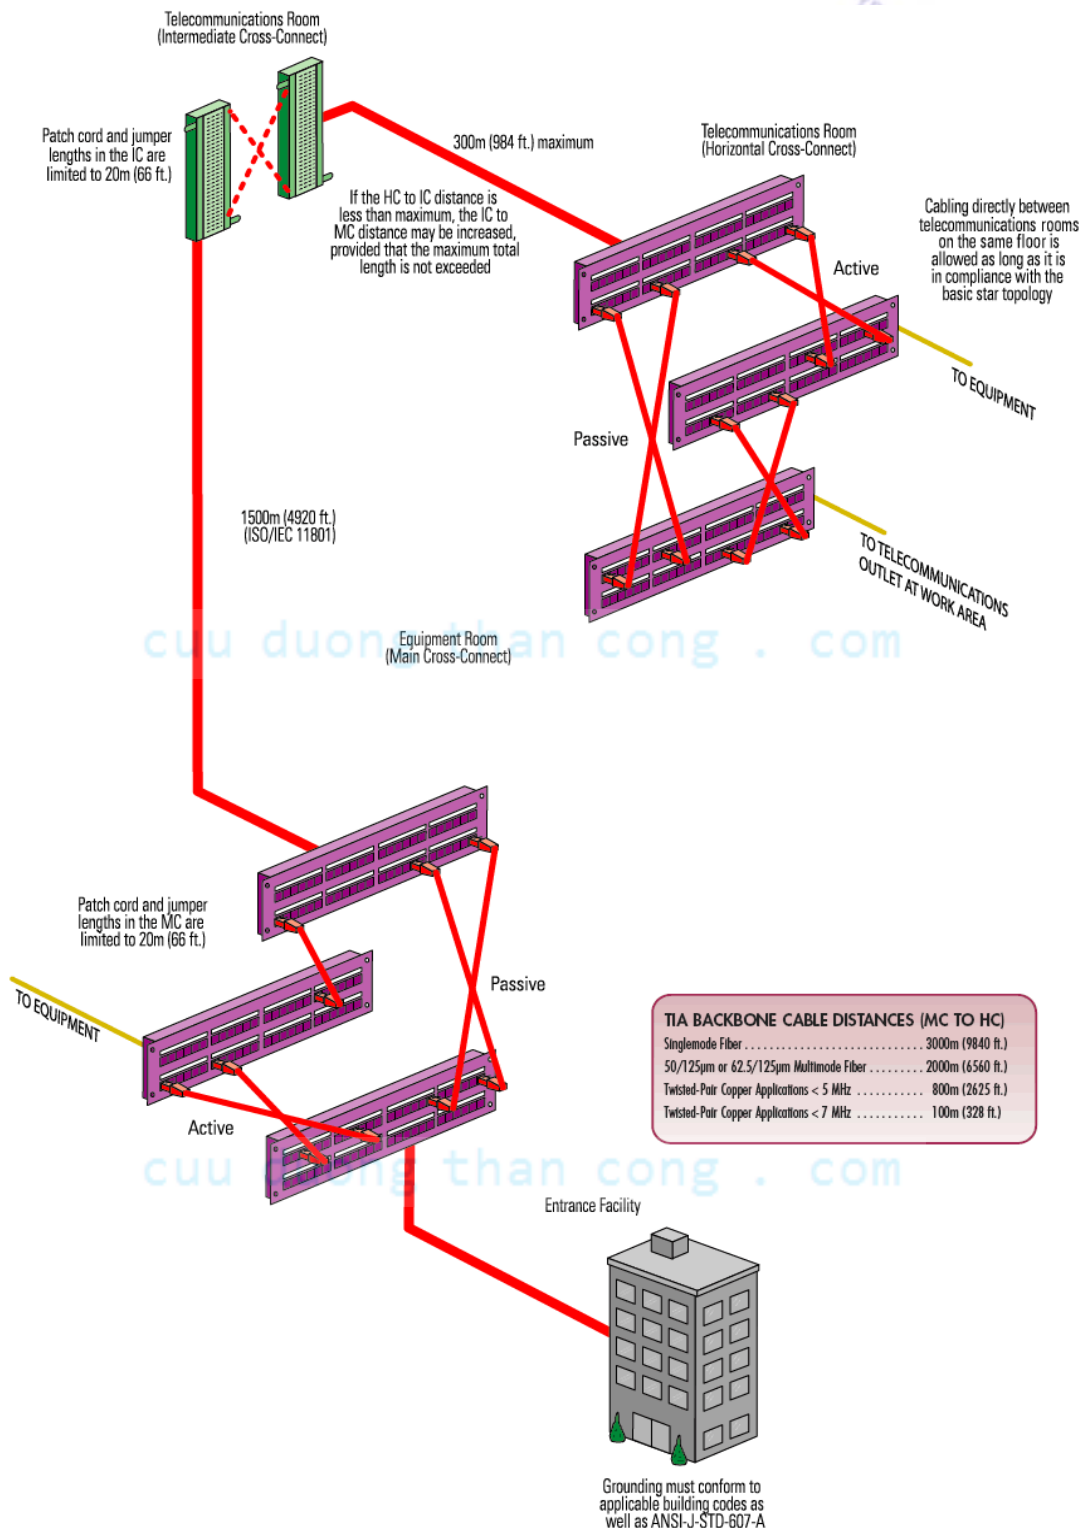 Telecommunications Room
(Intermediate Cross-Connect)
Patch cord and jumper
lengths in the IC are
limited to 20m (66 ft.)
300m (984 ft.) maximum
If the HC to IC distance is
less than maximum, the IC to
MC distance may be increased,
provided that the maximum total
length is not exceeded
Telecommunications Room
(Horizontal Cross-Connect)
Cabling directly between
telecommunications rooms
on the same floor is
allowed as long as it is
in compliance with the
basic star topology
Active
TO EQUIPMENT
Passive
TO TELECOMMUNICATIONS
OUTLET AT WORK AREA
1500m (4920 ft.)
(ISO/IEC 11801)
cuu duong than cong . com
Equipment Room
(Main Cross-Connect)
Patch cord and jumper
lengths in the MC are
limited to 20m (66 ft.)
TO EQUIPMENT
Passive
Active
TIA BACKBONE CABLE DISTANCES (MC TO HC)
Singlemode Fiber . . . . . . . . . . . . . . . . . . . . . . . . . . 3000m (9840 ft.)
50/125µm or 62.5/125µm Multimode Fiber . . . . . . . . . 2000m (6560 ft.)
Twisted-Pair Copper Applications < 5 MHz . . . . . . . . . . . 800m (2625 ft.)
Twisted-Pair Copper Applications < 7 MHz . . . . . . . . . . . 100m (328 ft.)
cuu duong than cong . com
Entrance Facility
Grounding must conform to
applicable building codes as
well as ANSI-J-STD-607-A